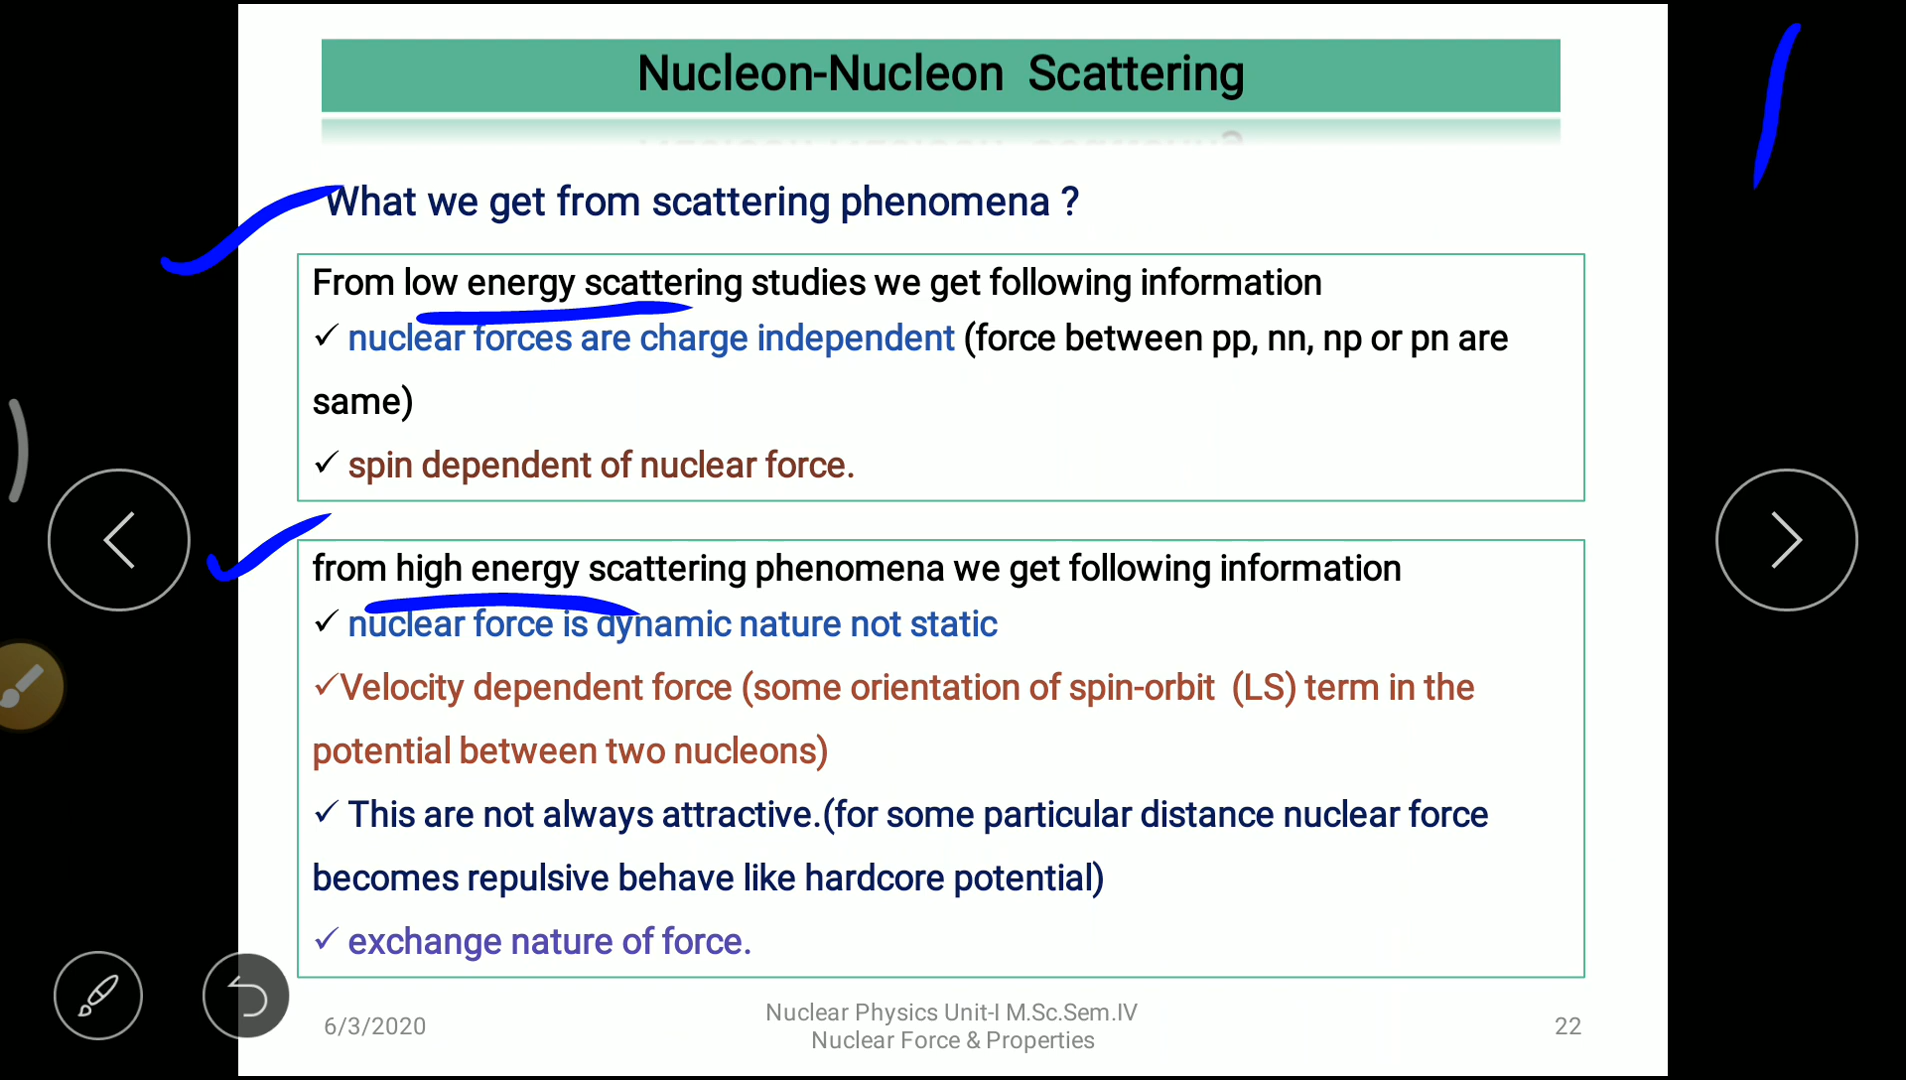 Nucleon-Nucleon Scattering
What we get from scattering phenomena ?
From low energy scattering studies we get following information
✓ nuclear forces are charge independent (force between pp, nn, np or pn are
same)
✓ spin dependent of nuclear force.
from high energy scattering phenomena we get following information
✓ nuclear force is dynamic nature not static
✓Velocity dependent force (some orientation of spin-orbit (LS) term in the
potential between two nucleons)
✓ This are not always attractive.(for some particular distance nuclear force
becomes repulsive behave like hardcore potential)
✓ exchange nature of force.
6/3/2020
Nuclear Physics Unit-I M.Sc.Sem.IV
Nuclear Force & Properties
22